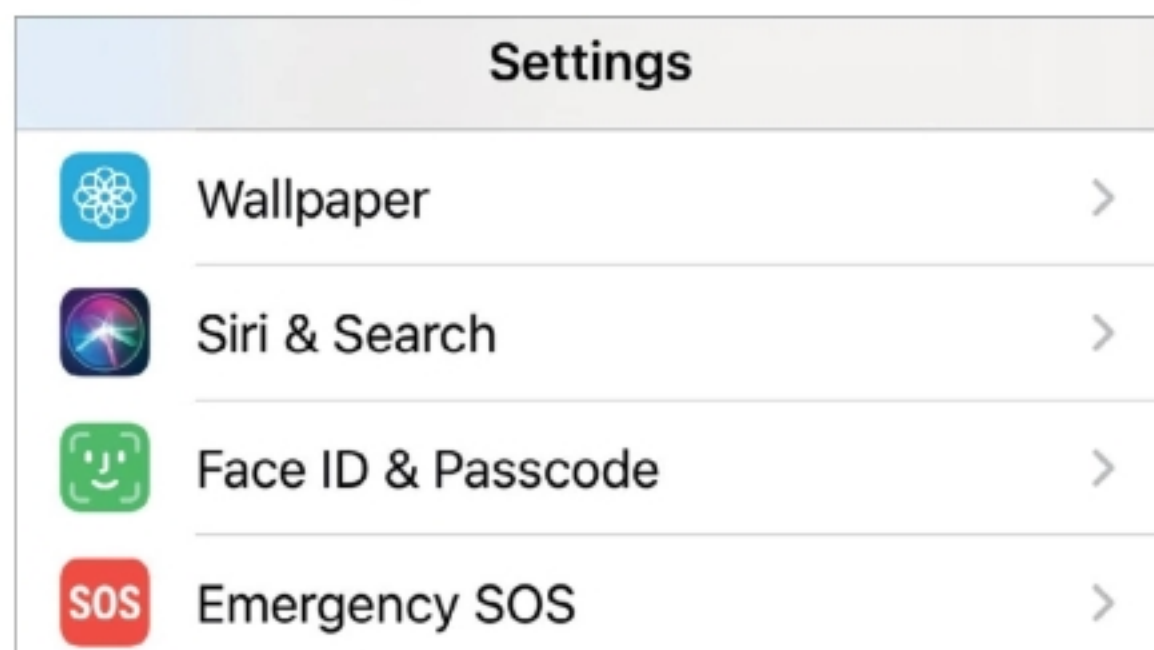 Settings
Wallpaper
Siri & Search
Face ID & Passcode
SOS Emergency SOS